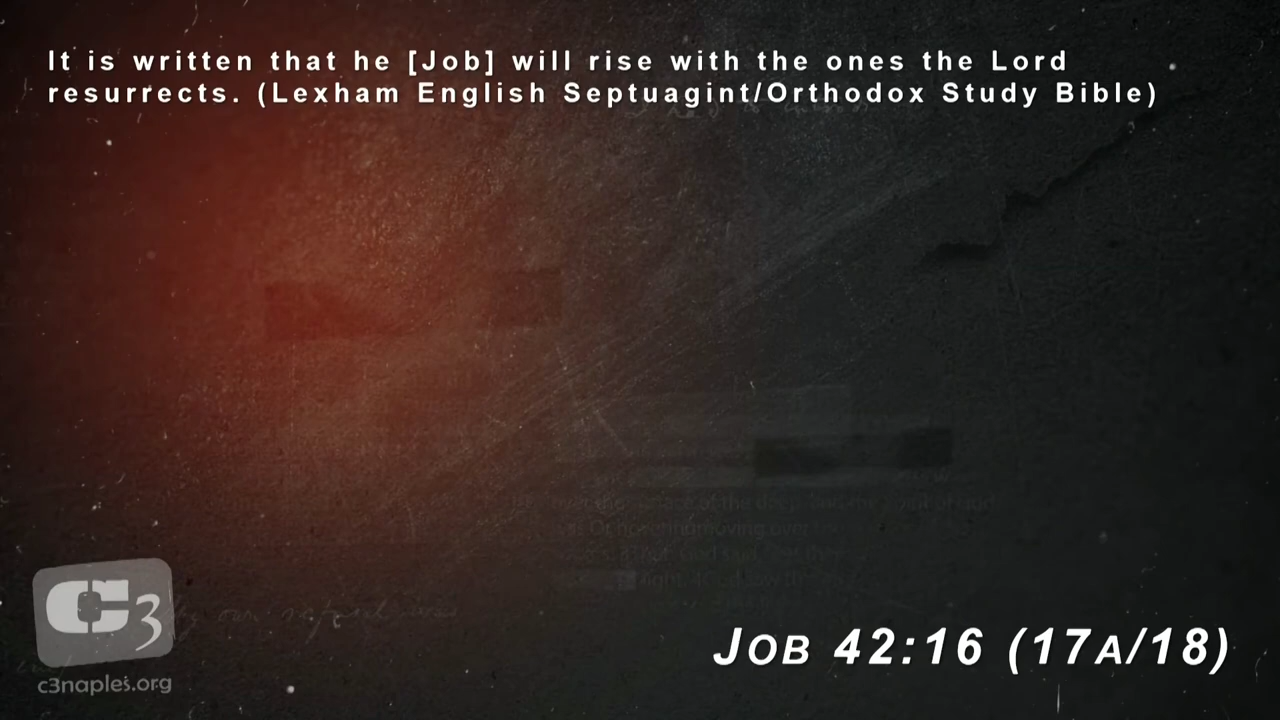 It is written that he [Job] will rise with the ones the Lord
resurrects. (Lexham English Septuagint/Orthodox Study Bible)
C3
c3naples.org
Job 42:16 (17a/18)